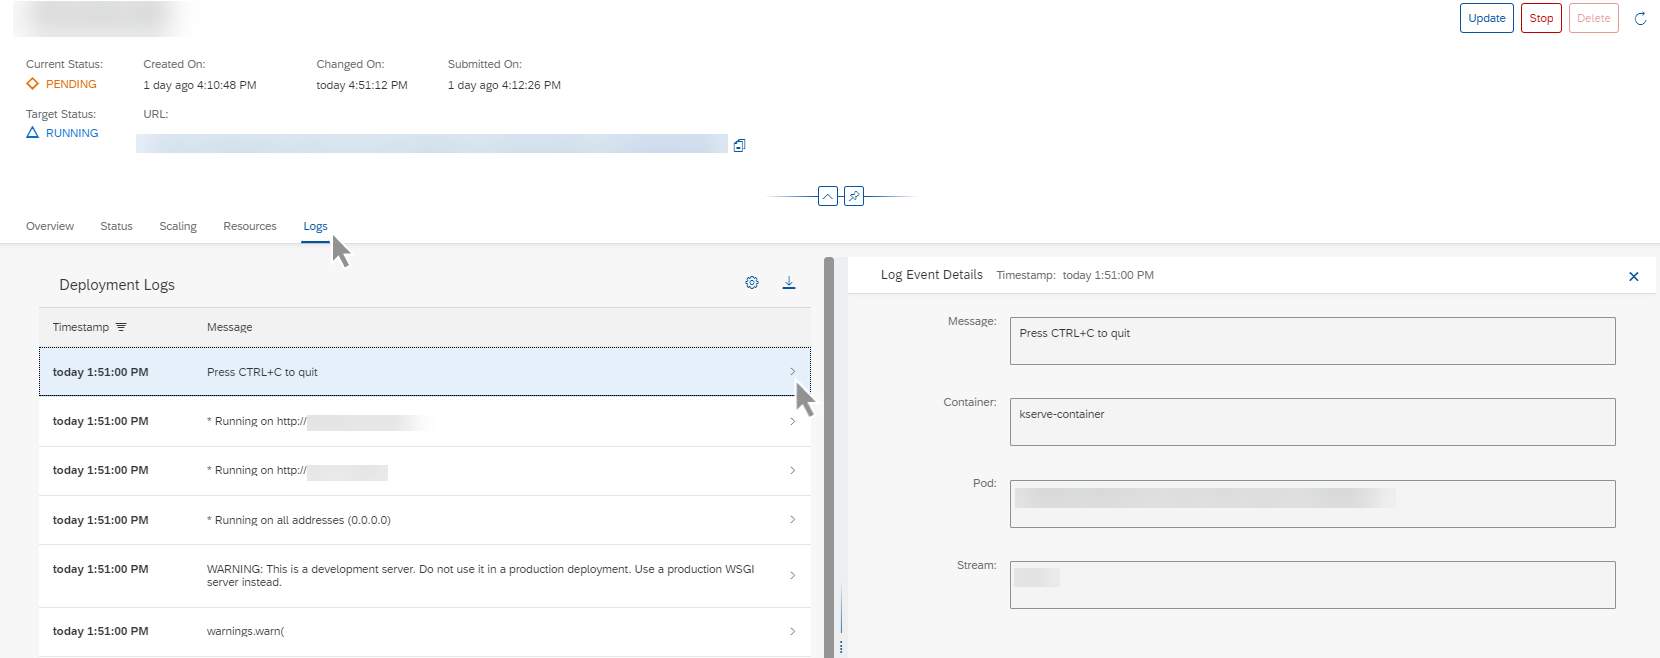 Update Stop Delete
Current Status: Created On: Changed On: Submitted On:
PENDING 1 day ago 4:10:48 PM today 4:51:12 PM 1 day ago 4:12:26 PM
Target Status: URL:
RUNNING
Overview Status Scaling Resources Logs
Deployment Logs
Timestamp Message
today 1:51:00 PM Press CTRL+C to quit
today 1:51:00 PM * Running on http://
today 1:51:00 PM * Running on http://
today 1:51:00 PM * Running on all addresses (0.0.0.0)
today 1:51:00 PM WARNING: This is a development server. Do not use it in a production deployment. Use a production WSGI
server instead.
today 1:51:00 PM warnings.warn(
Log Event Details Timestamp: today 1:51:00 PM
Message: Press CTRL+C to quit
Container: kserve-container
Pod:
Stream: